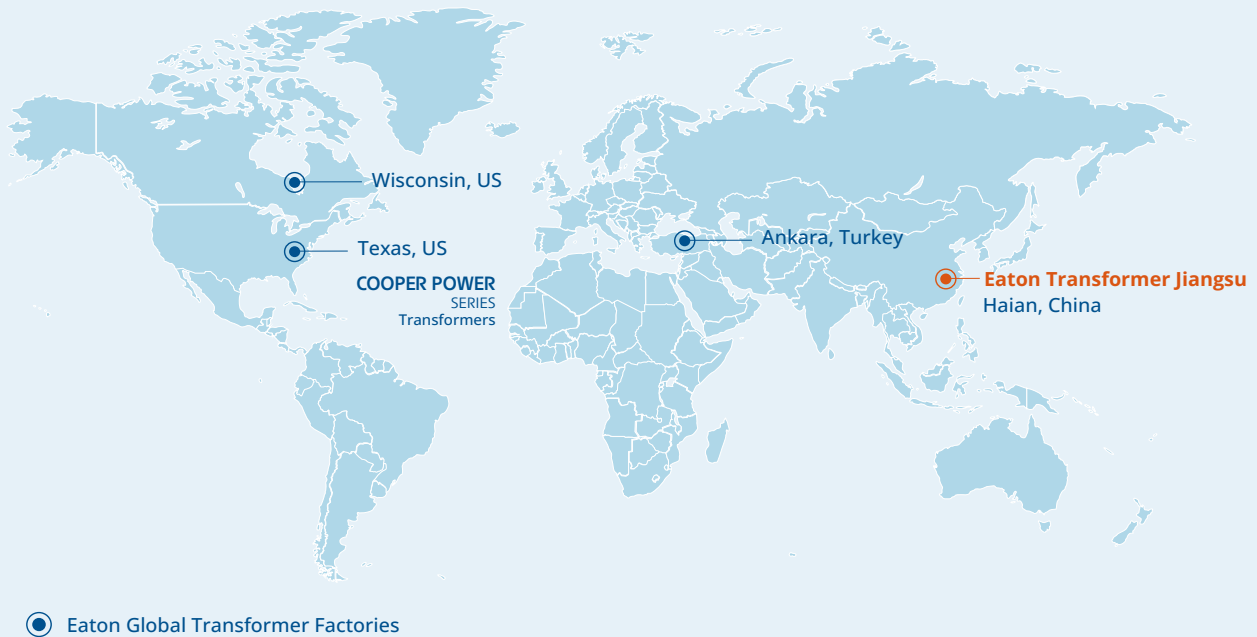 Wisconsin, US
Texas, US
COOPER POWER
SERIES
Transformers
Ankara, Turkey
Eaton Transformer Jiangsu
Haian, China
Eaton Global Transformer Factories